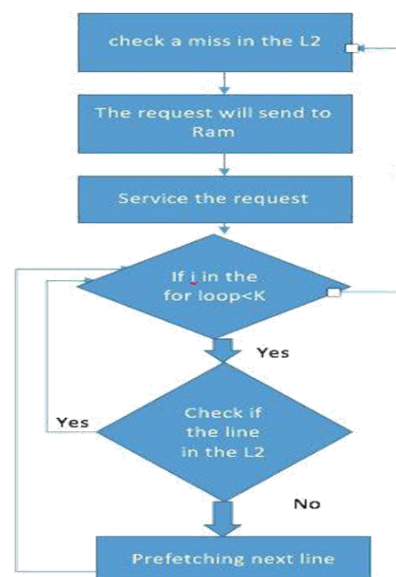 check a miss in the L2
The request will send to
Ram
Service the request
If i in the
for loop<K
Yes
Check if
the line
in the L2
Yes
No
Prefetching next line